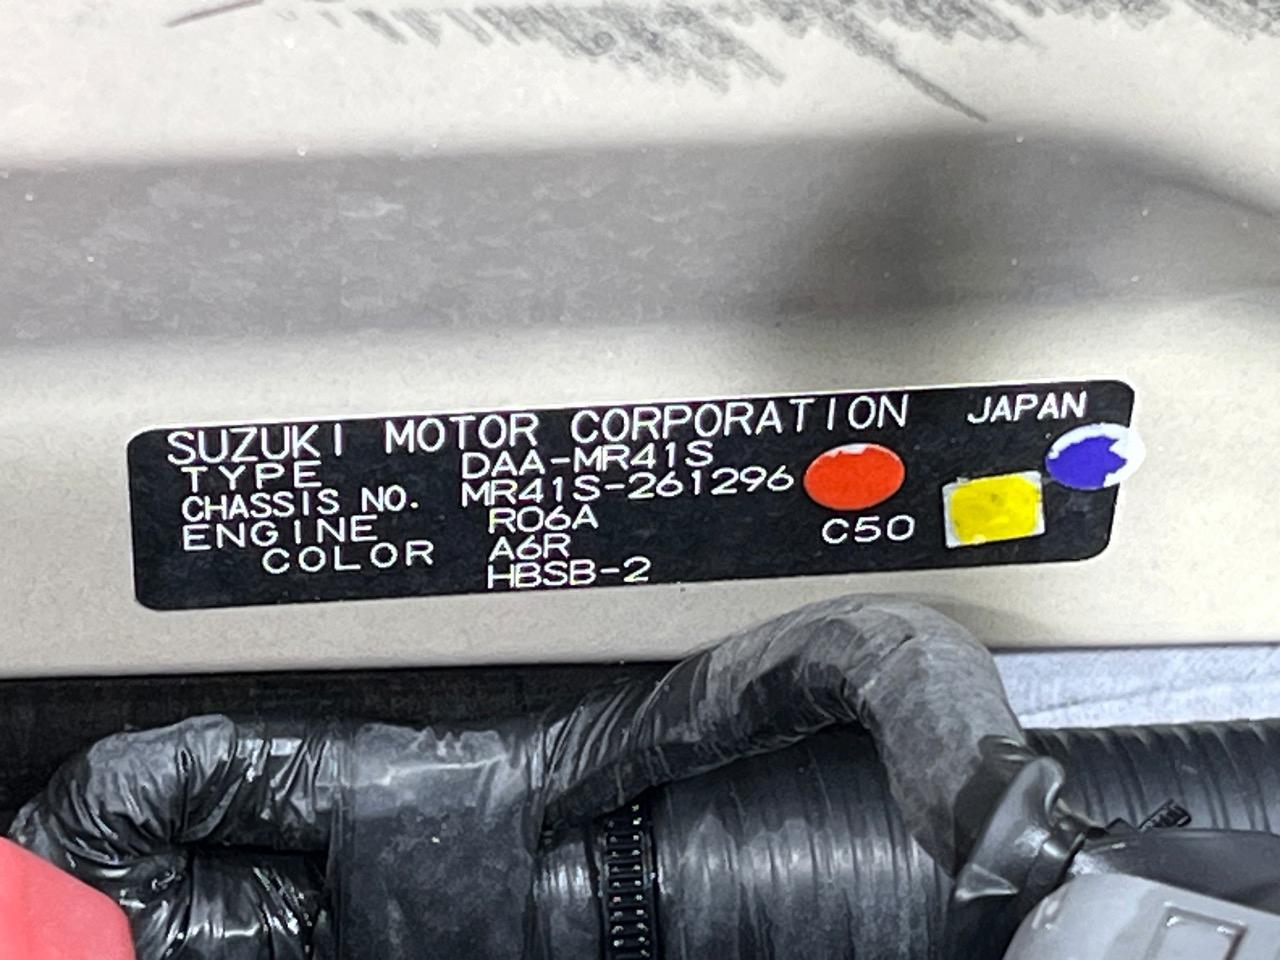 SUZUKI MOTOR CORPORATION JAPAN
TYPE DAA-MR41S
CHASSIS NO. MR41S-261296
ENGINE R06A C50
COLOR A6R
HBSB-2